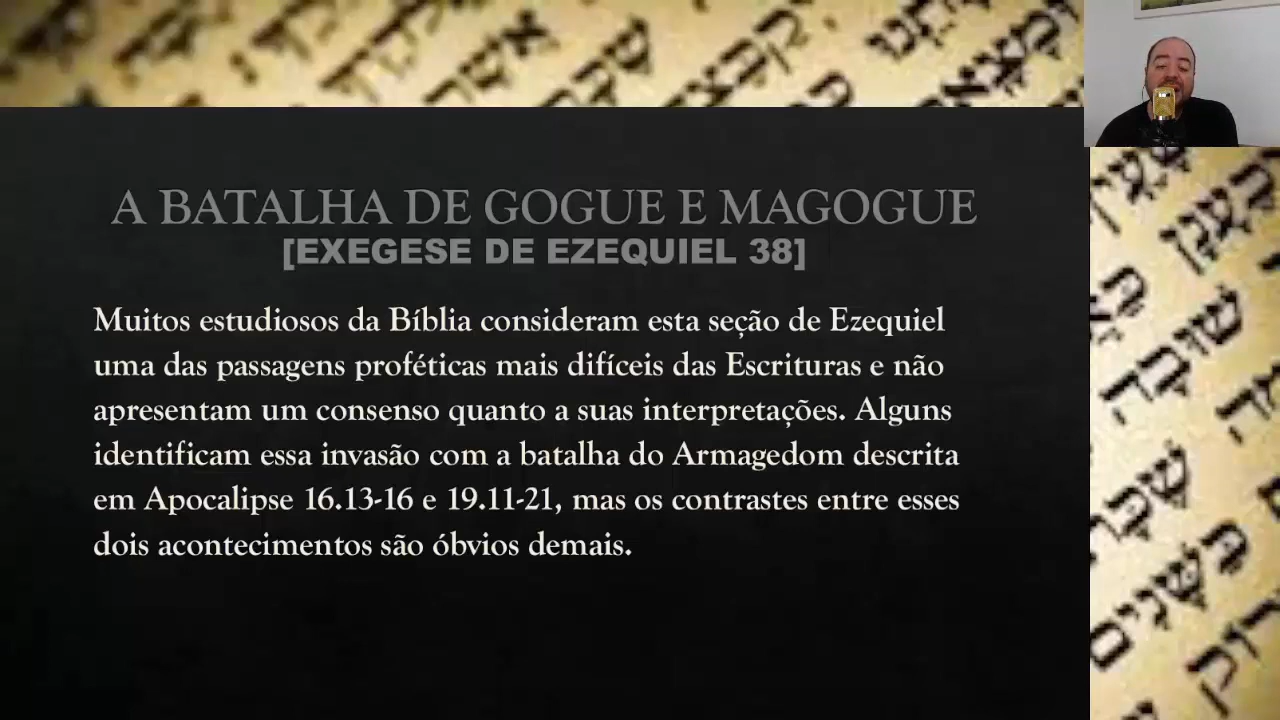 A BATALHA DE GOGUE E MAGOGUE
[EXEGESE DE EZEQUIEL 38]
Muitos estudiosos da Bíblia consideram esta seção de Ezequiel
uma das passagens proféticas mais difíceis das Escrituras e não
apresentam um consenso quanto a suas interpretações. Alguns
identificam essa invasão com a batalha do Armagedom descrita
em Apocalipse 16.13-16 e 19.11-21, mas os contrastes entre esses
dois acontecimentos são óbvios demais.